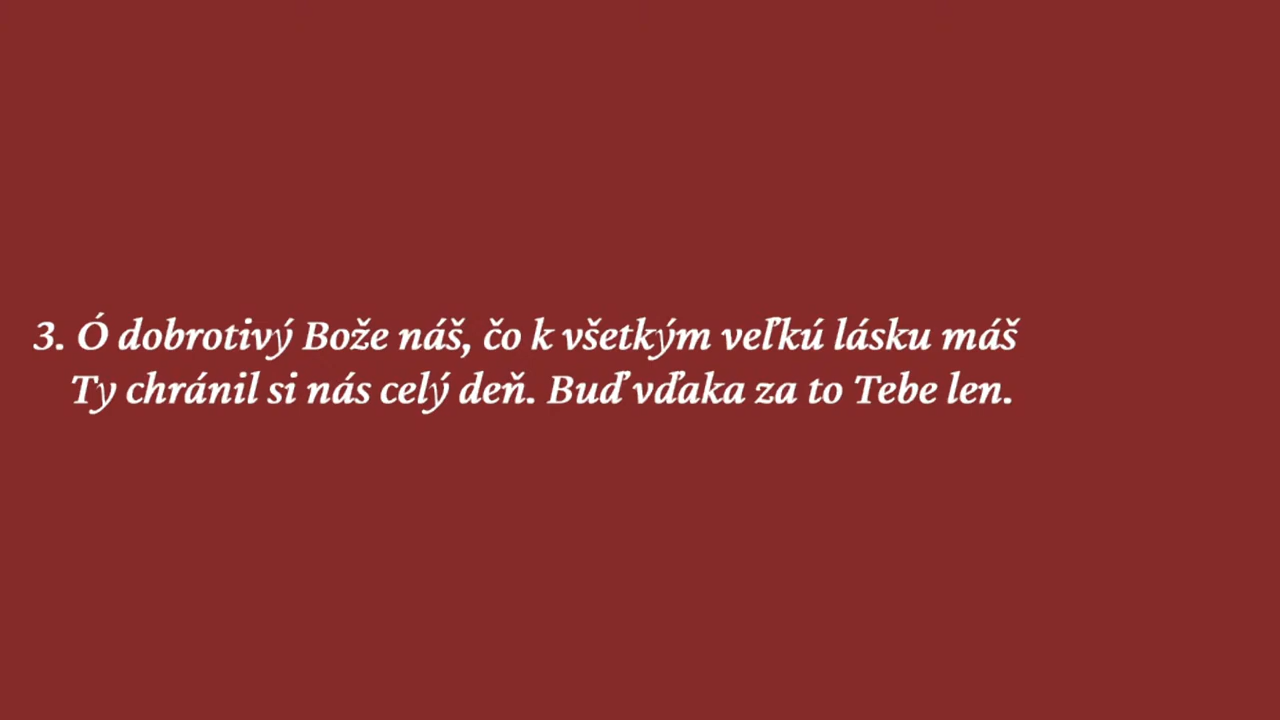 3. Ó dobrotivý Bože náš, čo k všetkým veľkú lásku máš
Ty chránil si nás celý deň. Buď vďaka za to Tebe len.